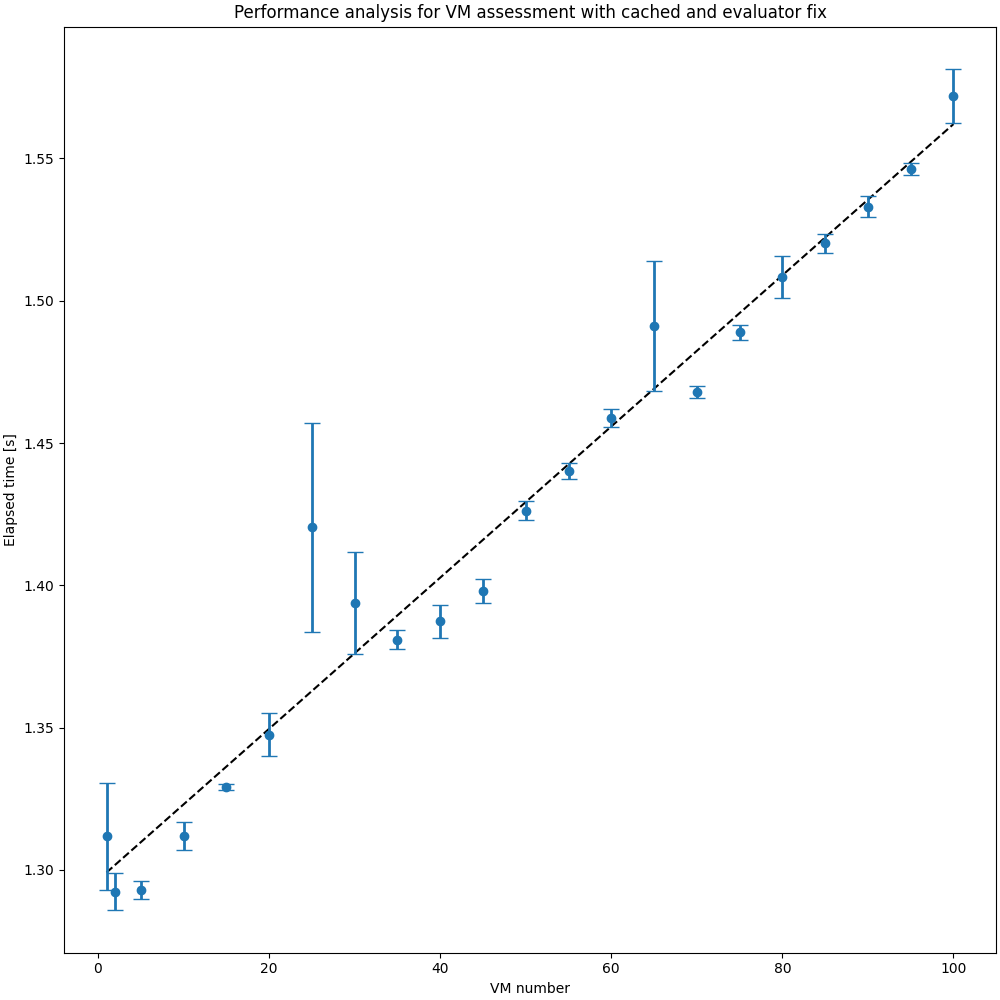 Performance analysis for VM assessment with cached and evaluator fix
1.55
1.50
1.45
1.40
1.35
1.30
Elapsed time [s]
0 20 40 60 80 100
VM number